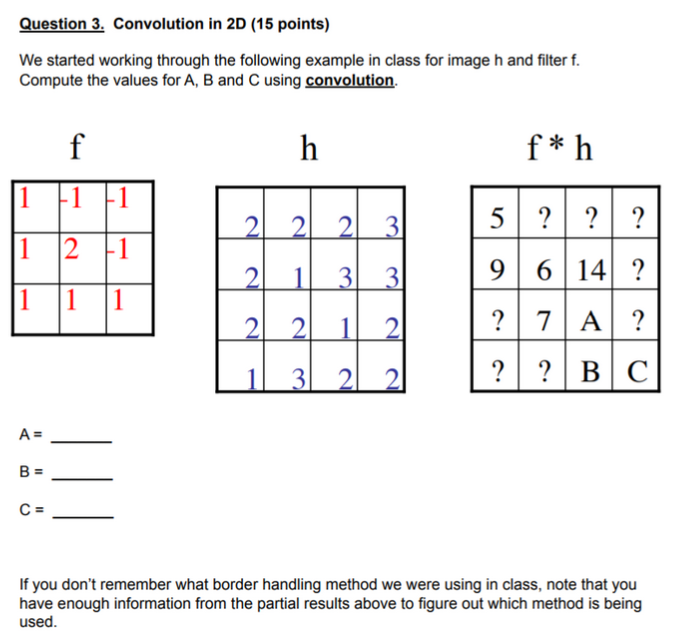 Question 3. Convolution in 2D (15 points)
We started working through the following example in class for image h and filter f.
Compute the values for A, B and C using convolution.
f h f * h
1 -1 -1
1 2 -1
1 1 1
2 2 2 3
2 1 3 3
2 2 1 2
1 3 2 2
5 ? ? ?
9 6 14 ?
? 7 A ?
? ? B C
A = ______
B = ______
C = ______
If you don't remember what border handling method we were using in class, note that you
have enough information from the partial results above to figure out which method is being
used.